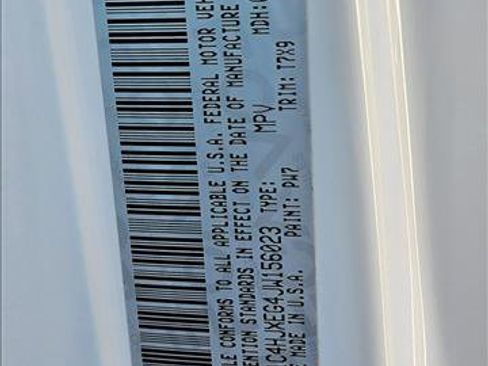 LE CONFORMS TO ALL APPLICABLE U.S.A. FEDERAL MOTOR VEH
ENTION STANDARDS IN EFFECT ON THE DATE OF MANUFACTURE
C4HJXEG4JW156023 TYPE: MPV MDH:
MADE IN U.S.A. PAINT: PW7 TRIM: T7X9